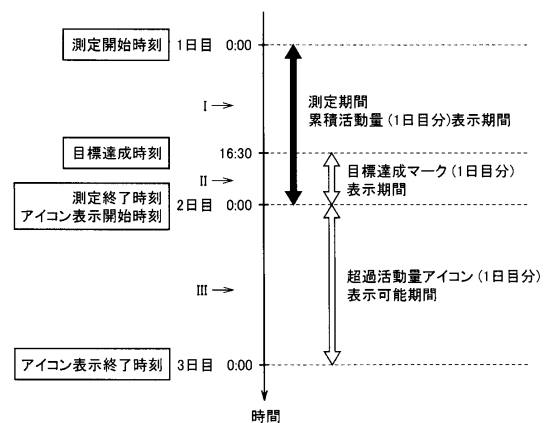 測定開始時刻 1日目 0:00
I
測定期間
累積活動量(1日目分)表示期間
目標達成時刻 16:30
II
目標達成マーク(1日目分)
表示期間
測定終了時刻
アイコン表示開始時刻 2日目 0:00
III
超過活動量アイコン(1日目分)
表示可能期間
アイコン表示終了時刻 3日目 0:00
時間